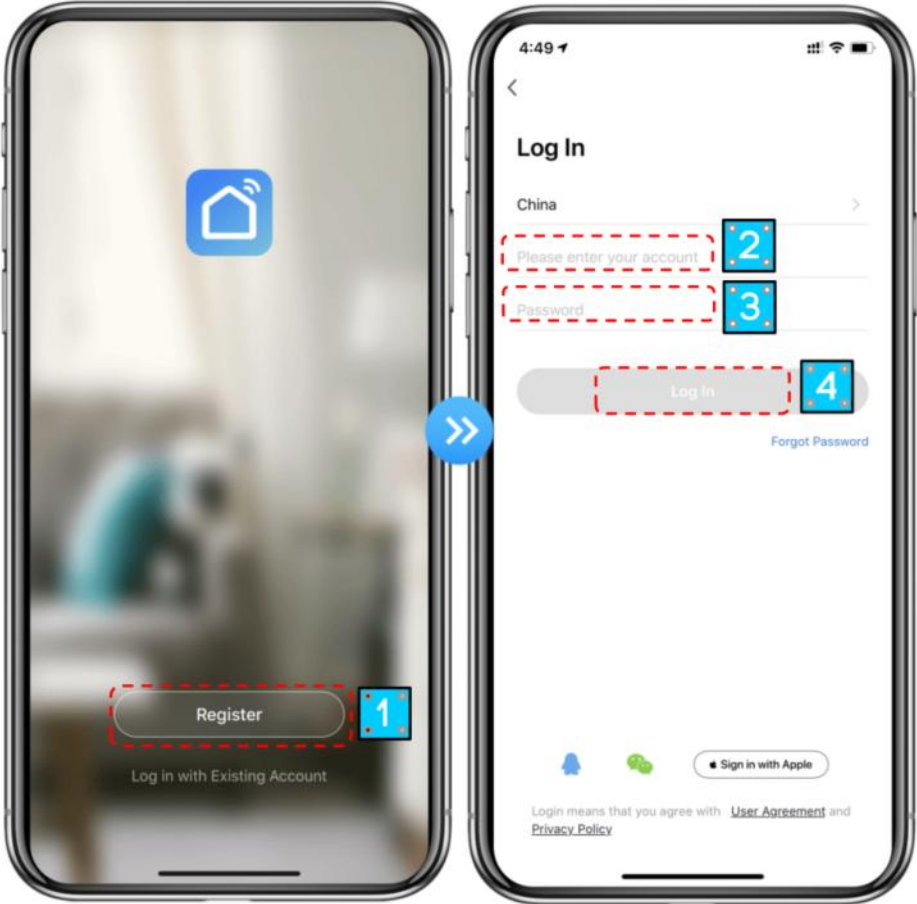 Register
1
Log in with Existing Account
4:49
Log In
China
Please enter your account
2
Password
3
Log In
4
Forgot Password
Sign in with Apple
Login means that you agree with User Agreement and
Privacy Policy